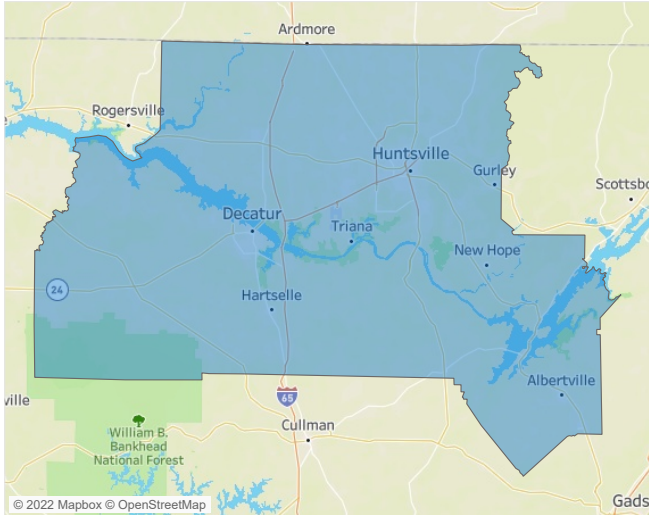 Ardmore
Rogersville
Huntsville
Gurley
Scottsbo
Decatur
Triana
New Hope
24
Hartselle
Albertville
ville
65
Cullman
William B.
Bankhead
National Forest
Gads
© 2022 Mapbox © OpenStreetMap